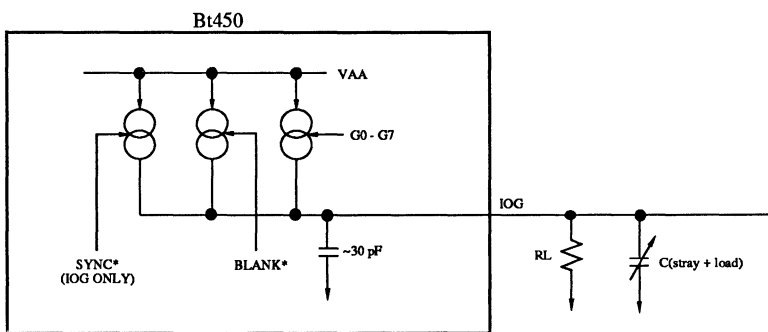 Bt450
VAA
G0 - G7
IOG
SYNC*
(IOG ONLY)
BLANK*
~30 pF
RL
C(stray + load)